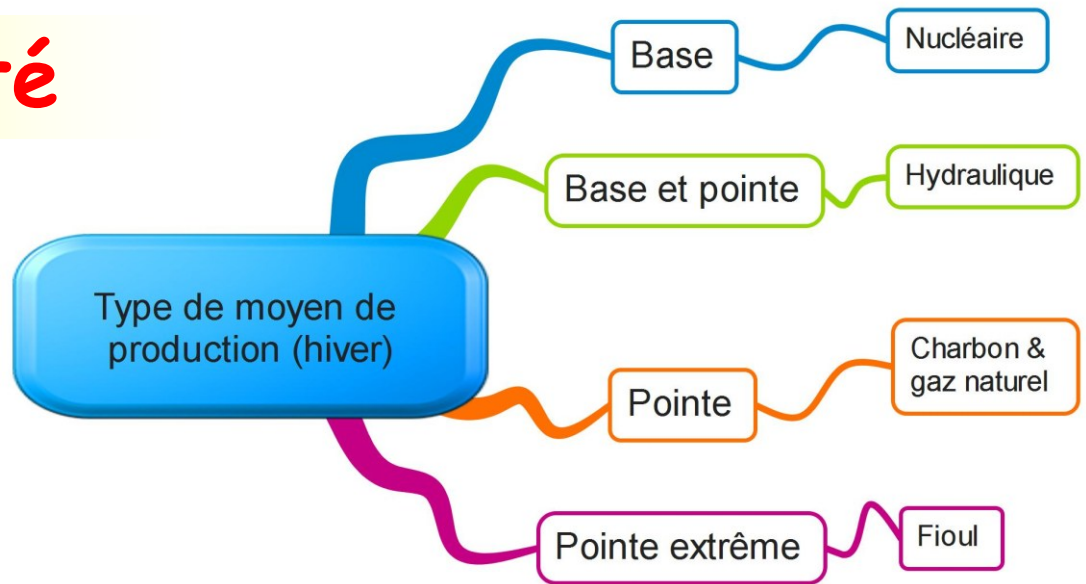 Base
Nucléaire
Base et pointe
Hydraulique
Type de moyen de
production (hiver)
Pointe
Charbon &
gaz naturel
Pointe extrême
Fioul